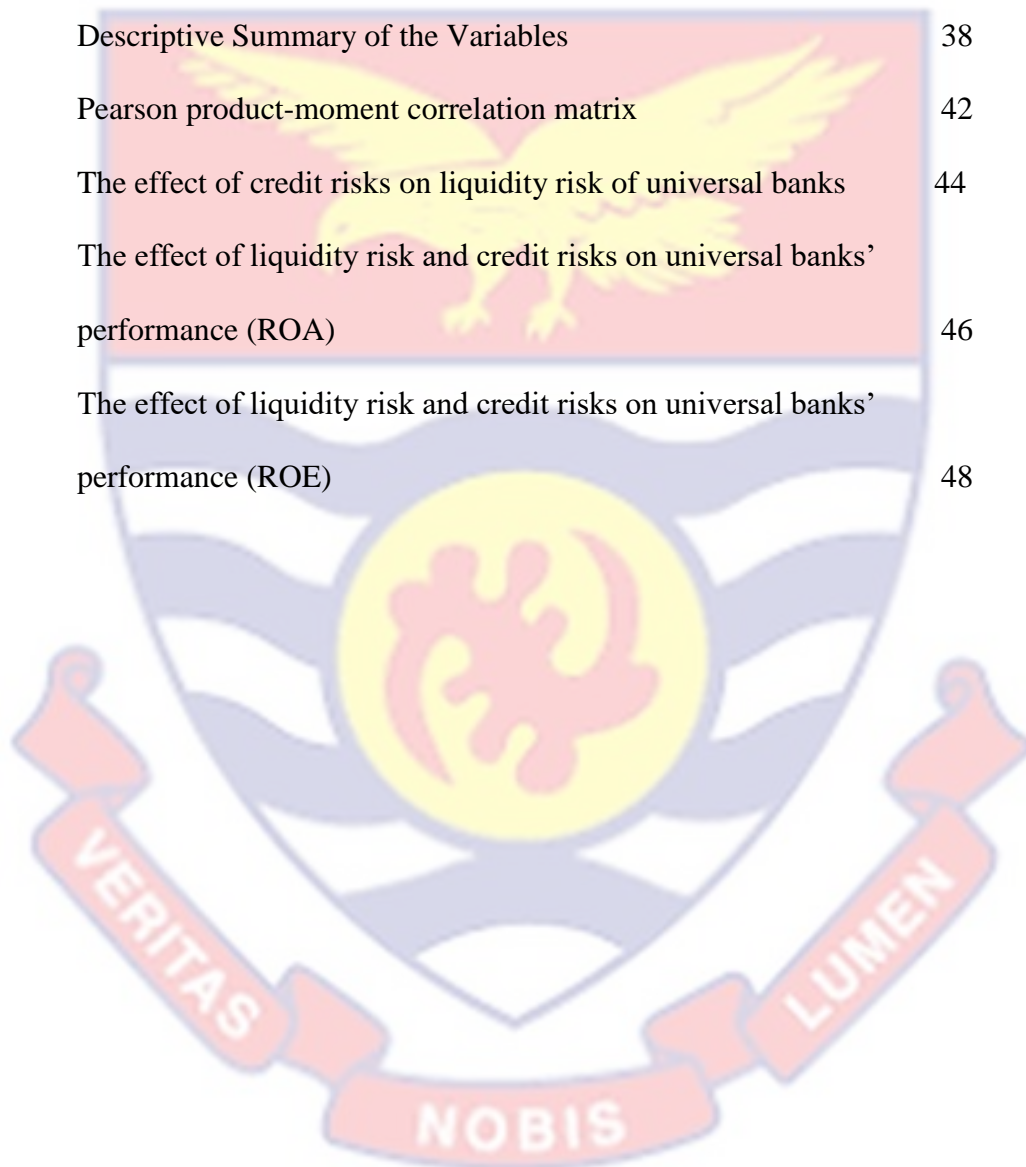 Descriptive Summary of the Variables 38
Pearson product-moment correlation matrix 42
The effect of credit risks on liquidity risk of universal banks 44
The effect of liquidity risk and credit risks on universal banks’
performance (ROA) 46
The effect of liquidity risk and credit risks on universal banks’
performance (ROE) 48
VERITAS
NOBIS
LUMEN